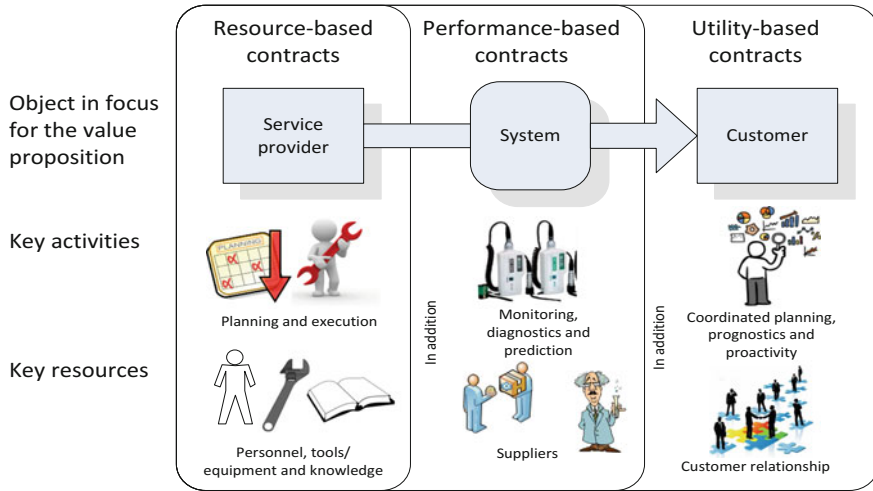 Resource-based
contracts
Performance-based
contracts
Utility-based
contracts
Object in focus
for the value
proposition
Service
provider
System
Customer
Key activities
PLANNING
Planning and execution
In addition
Monitoring,
diagnostics and
prediction
In addition
Coordinated planning,
prognostics and
proactivity
Key resources
Personnel, tools/
equipment and knowledge
Suppliers
Customer relationship